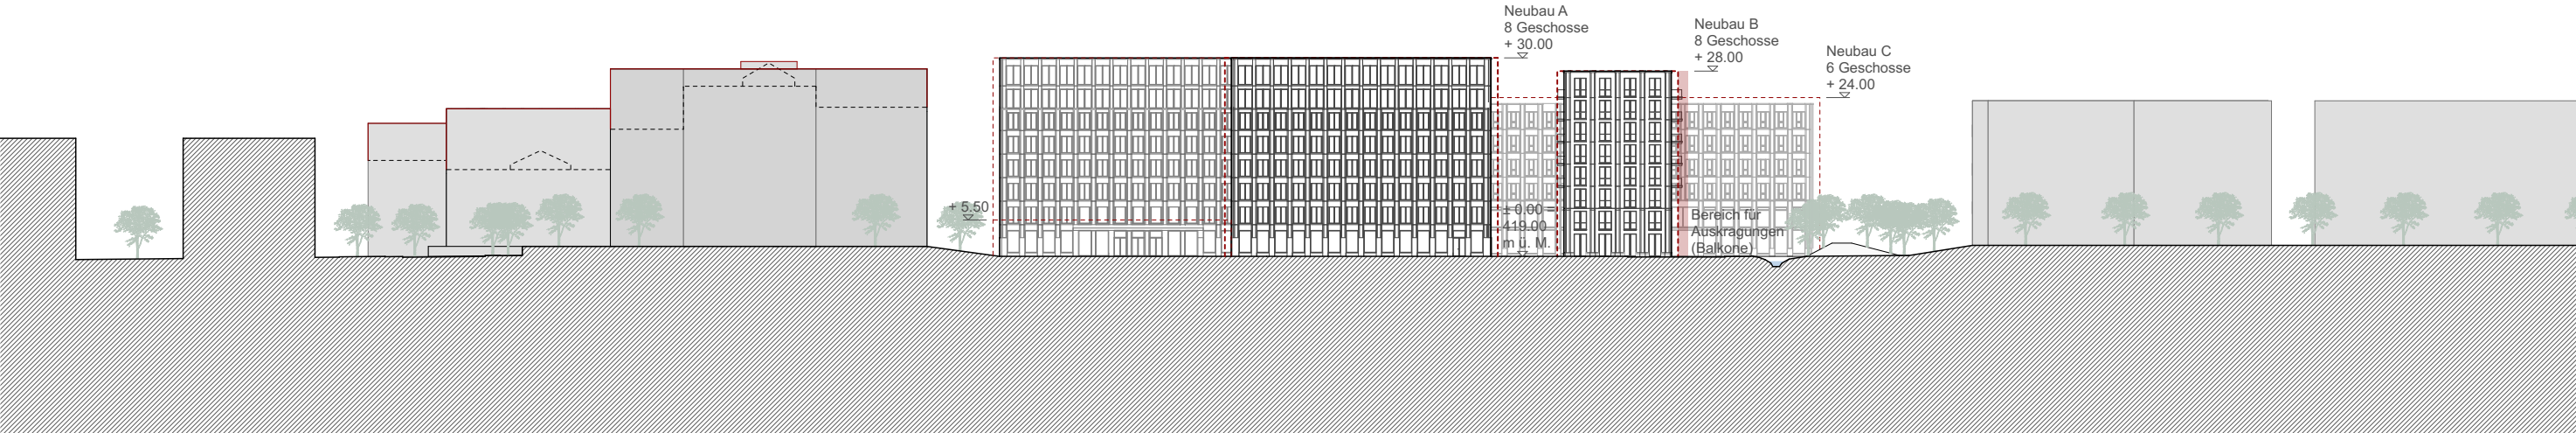 Neubau A
8 Geschosse
+ 30.00
Neubau B
8 Geschosse
+ 28.00
Neubau C
6 Geschosse
+ 24.00
+ 5.50
± 0.00 =
419.00
m ü. M.
Bereich für
Auskragungen
(Balkone)